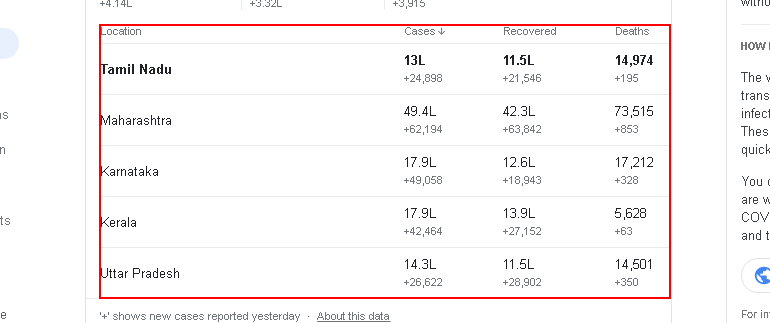 +4.14L +3.32L +3,915
Location Cases ↓ Recovered Deaths
Tamil Nadu 13L 11.5L 14,974
+24,898 +21,546 +195
Maharashtra 49.4L 42.3L 73,515
+62,194 +63,842 +853
Karnataka 17.9L 12.6L 17,212
+49,058 +18,943 +328
Kerala 17.9L 13.9L 5,628
+42,464 +27,152 +63
Uttar Pradesh 14.3L 11.5L 14,501
+26,622 +28,902 +350
'+' shows new cases reported yesterday · About this data
HOW
The v
trans
infect
Thes
quick
You c
are w
COV
and t
For in